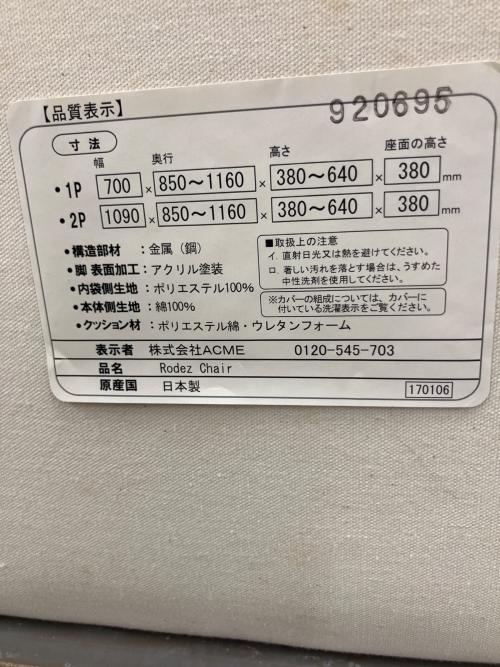 【品質表示】
920695
寸法
幅 奥行 高さ 座面の高さ
・1P 700 × 850～1160 × 380～640 × 380 mm
・2P 1090 × 850～1160 × 380～640 × 380 mm
●構造部材：金属（鋼）
●脚 表面加工：アクリル塗装
●内袋側生地：ポリエステル100%
●本体側生地：綿100%
●クッション材：ポリエステル綿・ウレタンフォーム
■取扱上の注意
イ．直射日光又は熱を避けてください。
ロ．著しい汚れを落とす場合は、うすめた
中性洗剤を使用してください。
※カバーの組成については、カバーに
付いている洗濯表示をご覧ください。
表示者 株式会社ACME 0120-545-703
品名 Rodez Chair
原産国 日本製
170106